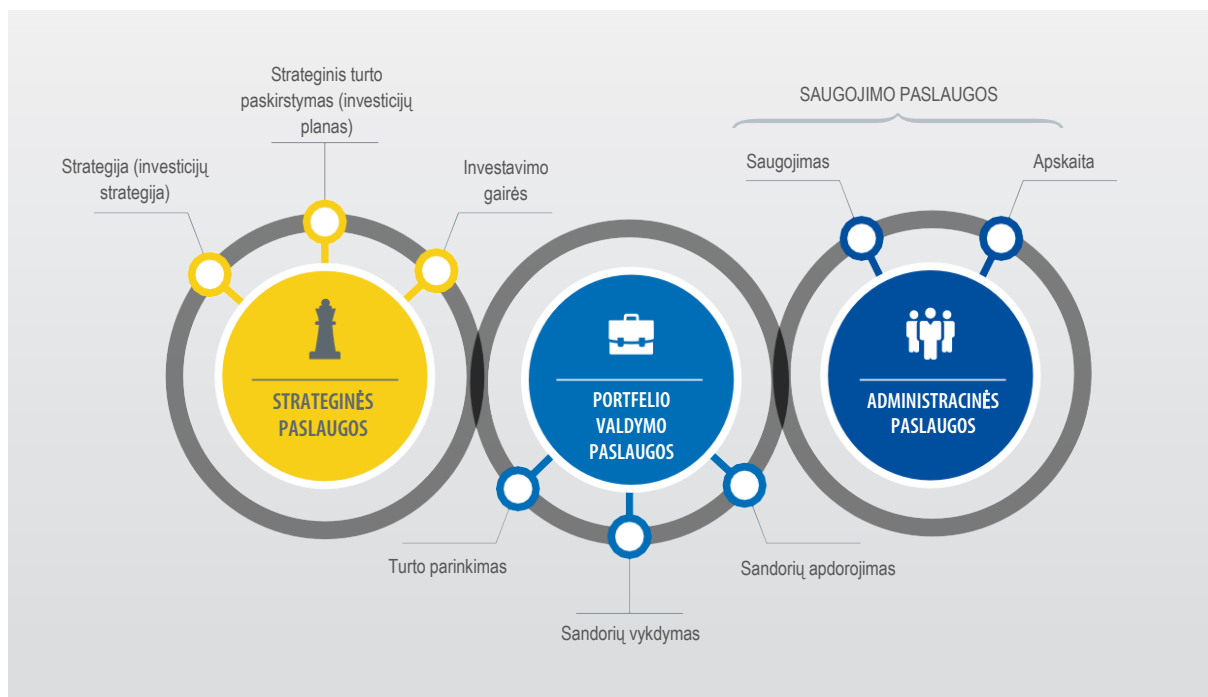 Strateginis turto
paskirstymas (investicijų
planas)
SAUGOJIMO PASLAUGOS
Strategija (investicijų
strategija)
Investavimo
gairės
Saugojimas
Apskaita
STRATEGINĖS
PASLAUGOS
PORTFELIO
VALDYMO
PASLAUGOS
ADMINISTRACINĖS
PASLAUGOS
Turto parinkimas
Sandorių vykdymas
Sandorių apdorojimas